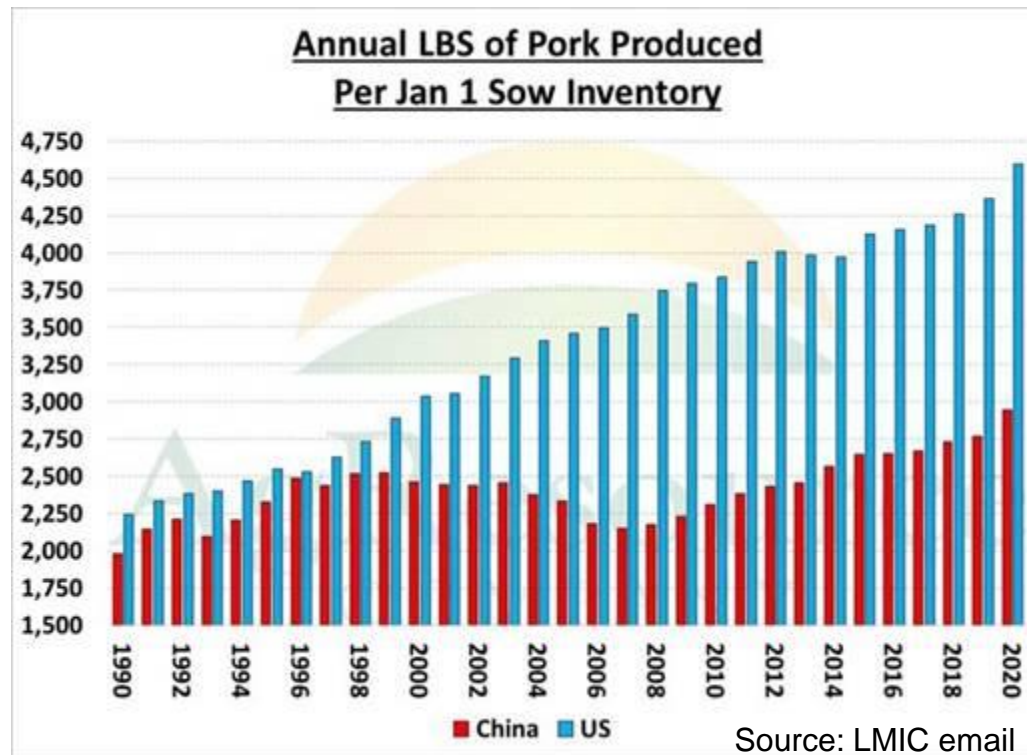 Annual LBS of Pork Produced
Per Jan 1 Sow Inventory
4,750
4,500
4,250
4,000
3,750
3,500
3,250
3,000
2,750
2,500
2,250
2,000
1,750
1,500
1990 1992 1994 1996 1998 2000 2002 2004 2006 2008 2010 2012 2014 2016 2018 2020
China US
Source: LMIC email